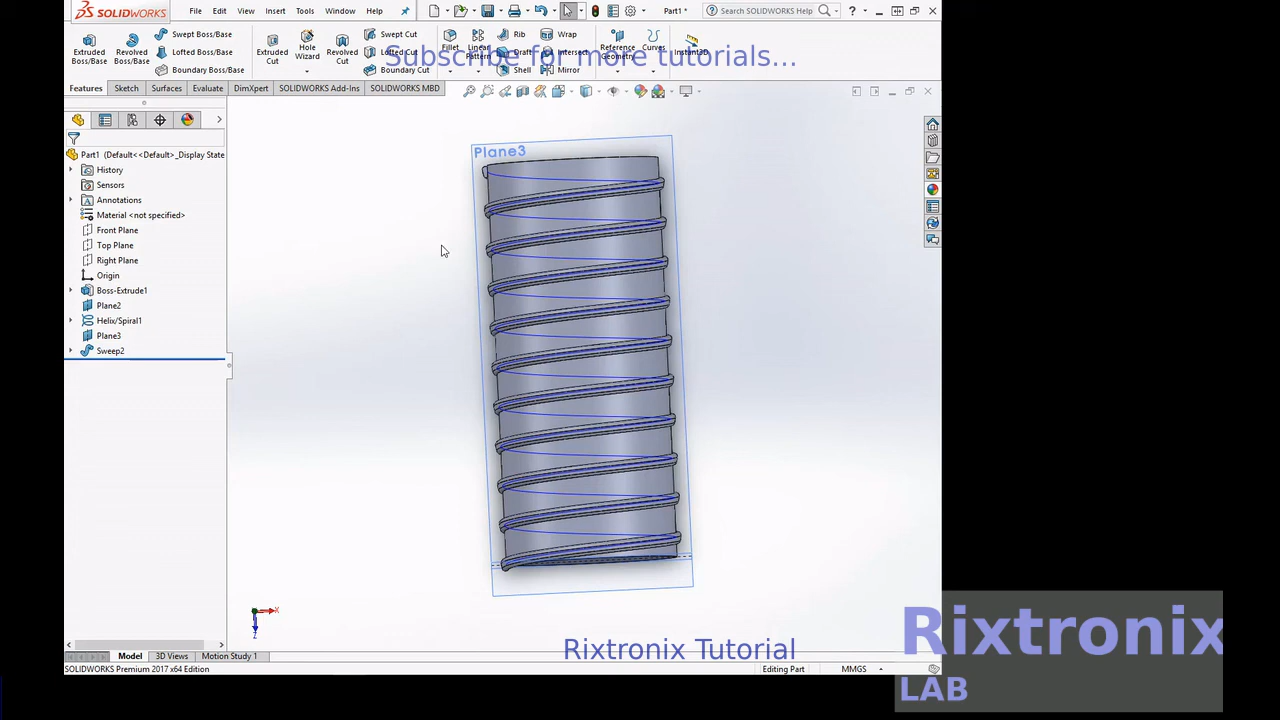 SOLIDWORKS File Edit View Insert Tools Window Help Part1 * Search SOLIDWORKS Help
Extruded Boss/Base
Revolved Boss/Base
Swept Boss/Base
Lofted Boss/Base
Boundary Boss/Base
Extruded Cut
Hole Wizard
Revolved Cut
Swept Cut
Lofted Cut
Boundary Cut
Fillet
Linear Pattern
Rib
Draft
Shell
Wrap
Intersect
Mirror
Reference Geometry
Curves
Instant3D
Subscribe for more tutorials...
Features Sketch Surfaces Evaluate DimXpert SOLIDWORKS Add-Ins SOLIDWORKS MBD
Part1 (Default<<Default>_Display State
History
Sensors
Annotations
Material <not specified>
Front Plane
Top Plane
Right Plane
Origin
Boss-Extrude1
Plane2
Helix/Spiral1
Plane3
Sweep2
Plane3
X
Z
Rixtronix Tutorial
Model 3D Views Motion Study 1
SOLIDWORKS Premium 2017 x64 Edition Editing Part MMGS
Rixtronix
LAB